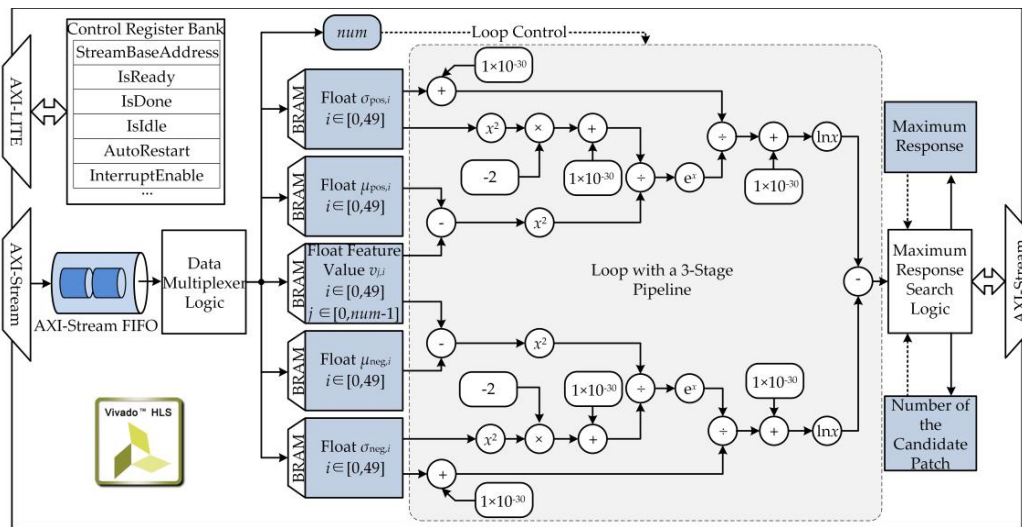 Control Register Bank
StreamBaseAddress
IsReady
IsDone
IsIdle
AutoRestart
InterruptEnable
...
AXI-LITE
AXI-Stream
AXI-Stream FIFO
Data
Multiplexer
Logic
num
Loop Control
BRAM
Float σpos,i
i∈[0,49]
BRAM
Float μpos,i
i∈[0,49]
BRAM
Float Feature
Value vj,i
i∈[0,49]
j∈[0,num-1]
BRAM
Float μneg,i
i∈[0,49]
BRAM
Float σneg,i
i∈[0,49]
Vivado™ HLS
1×10-30
+
x²
×
+
-2
1×10-30
÷
eˣ
÷
+
lnx
1×10-30
-
x²
Loop with a 3-Stage
Pipeline
-
-
x²
-2
1×10-30
÷
eˣ
1×10-30
x²
×
+
÷
+
lnx
+
1×10-30
Maximum
Response
Maximum
Response
Search
Logic
Number of
the
Candidate
Patch
AXI-Stream